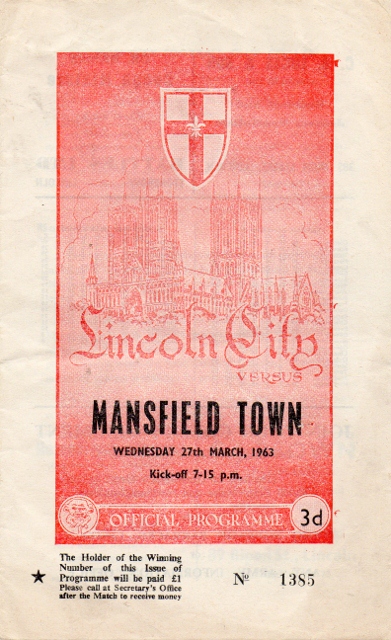 Lincoln City
VERSUS
MANSFIELD TOWN
WEDNESDAY 27th MARCH, 1963
Kick-off 7-15 p.m.
OFFICIAL PROGRAMME 3d
The Holder of the Winning
Number of this Issue of
★ Programme will be paid £1
Please call at Secretary's Office
after the Match to receive money
Nº 1385